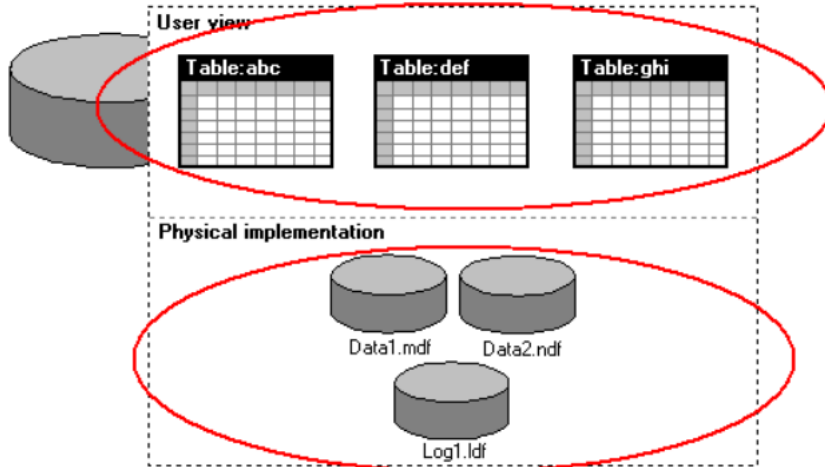 User view
Table:abc
Table:def
Table:ghi
Physical implementation
Data1.mdf
Data2.ndf
Log1.ldf